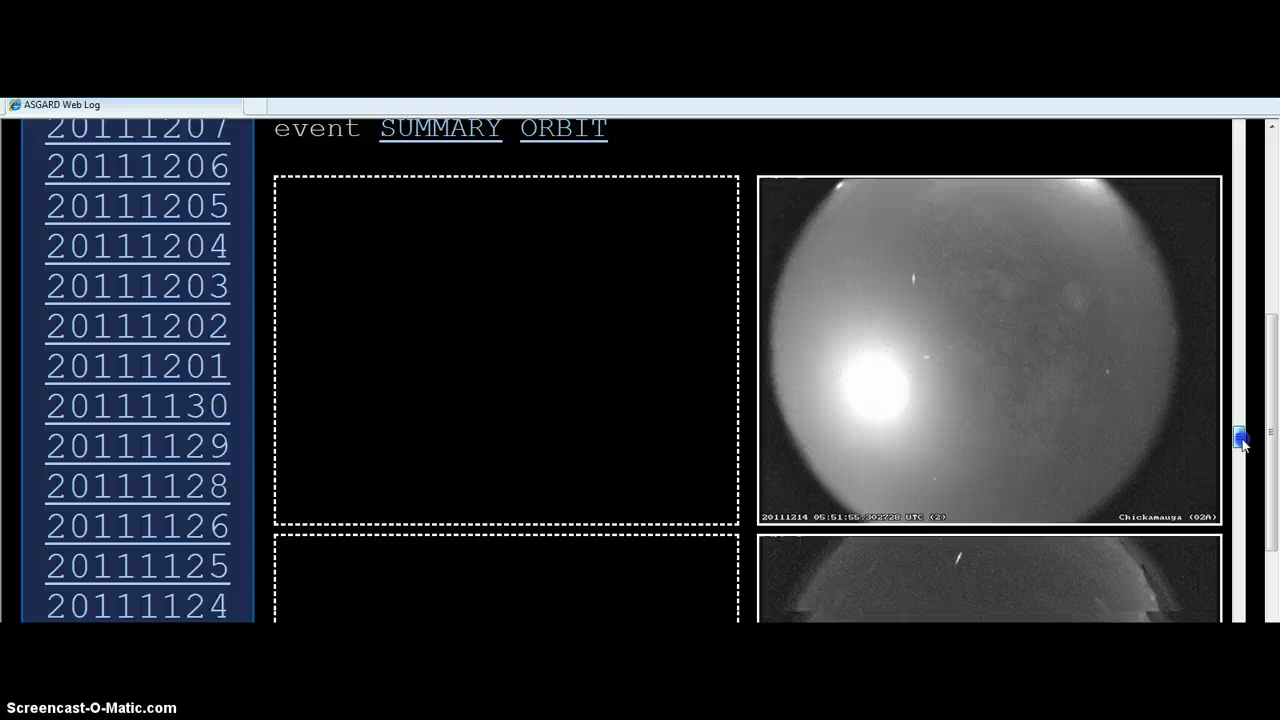 ASGARD Web Log
20111207
event SUMMARY ORBIT
20111206
20111205
20111204
20111203
20111202
20111201
20111130
20111129
20111128
20111126
20111125
20111124
20111214 05:51:55.302728 UTC (2)
Chickamauga (02A)
Screencast-O-Matic.com